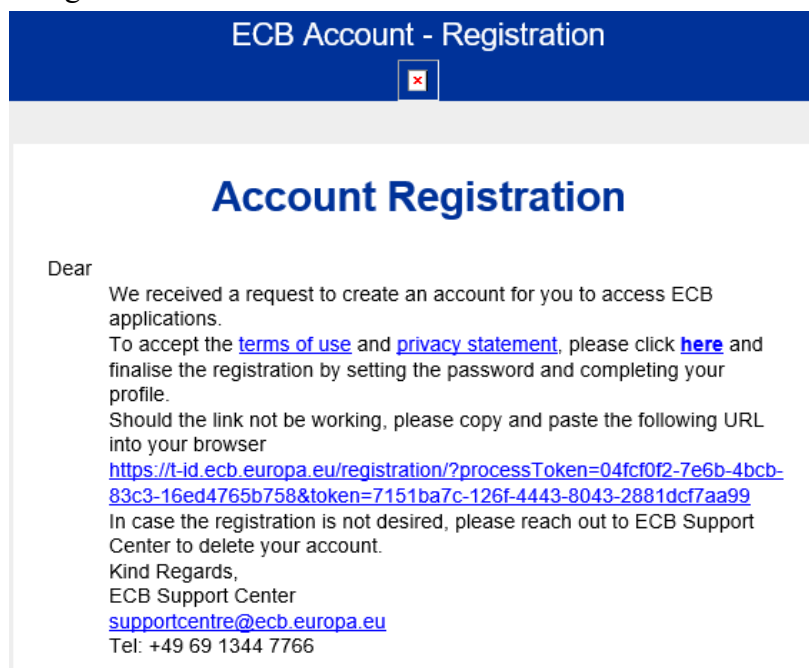 ECB Account - Registration
Account Registration
Dear
We received a request to create an account for you to access ECB
applications.
To accept the terms of use and privacy statement, please click here and
finalise the registration by setting the password and completing your
profile.
Should the link not be working, please copy and paste the following URL
into your browser
https://t-id.ecb.europa.eu/registration/?processToken=04fcf0f2-7e6b-4bcb-
83c3-16ed4765b758&token=7151ba7c-126f-4443-8043-2881dcf7aa99
In case the registration is not desired, please reach out to ECB Support
Center to delete your account.
Kind Regards,
ECB Support Center
supportcentre@ecb.europa.eu
Tel: +49 69 1344 7766